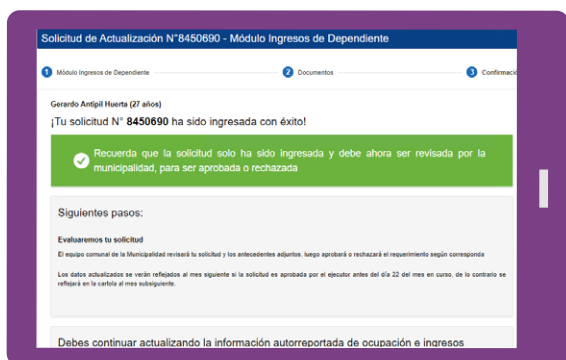 Solicitud de Actualización N°8450690 - Módulo Ingresos de Dependiente
1 Módulo Ingresos de Dependiente 2 Documentos 3 Confirmació
Gerardo Antipil Huerta (27 años)
¡Tu solicitud N° 8450690 ha sido ingresada con éxito!
Recuerda que la solicitud solo ha sido ingresada y debe ahora ser revisada por la
municipalidad, para ser aprobada o rechazada
Siguientes pasos:
Evaluaremos tu solicitud
El equipo comunal de la Municipalidad revisará tu solicitud y los antecedentes adjuntos, luego aprobará o rechazará el requerimiento según corresponda
Los datos actualizados se verán reflejados al mes siguiente si la solicitud es aprobada por el ejecutor antes del día 22 del mes en curso, de lo contrario se
reflejará en la cartola al mes subsiguiente.
Debes continuar actualizando la información autorreportada de ocupación e ingresos